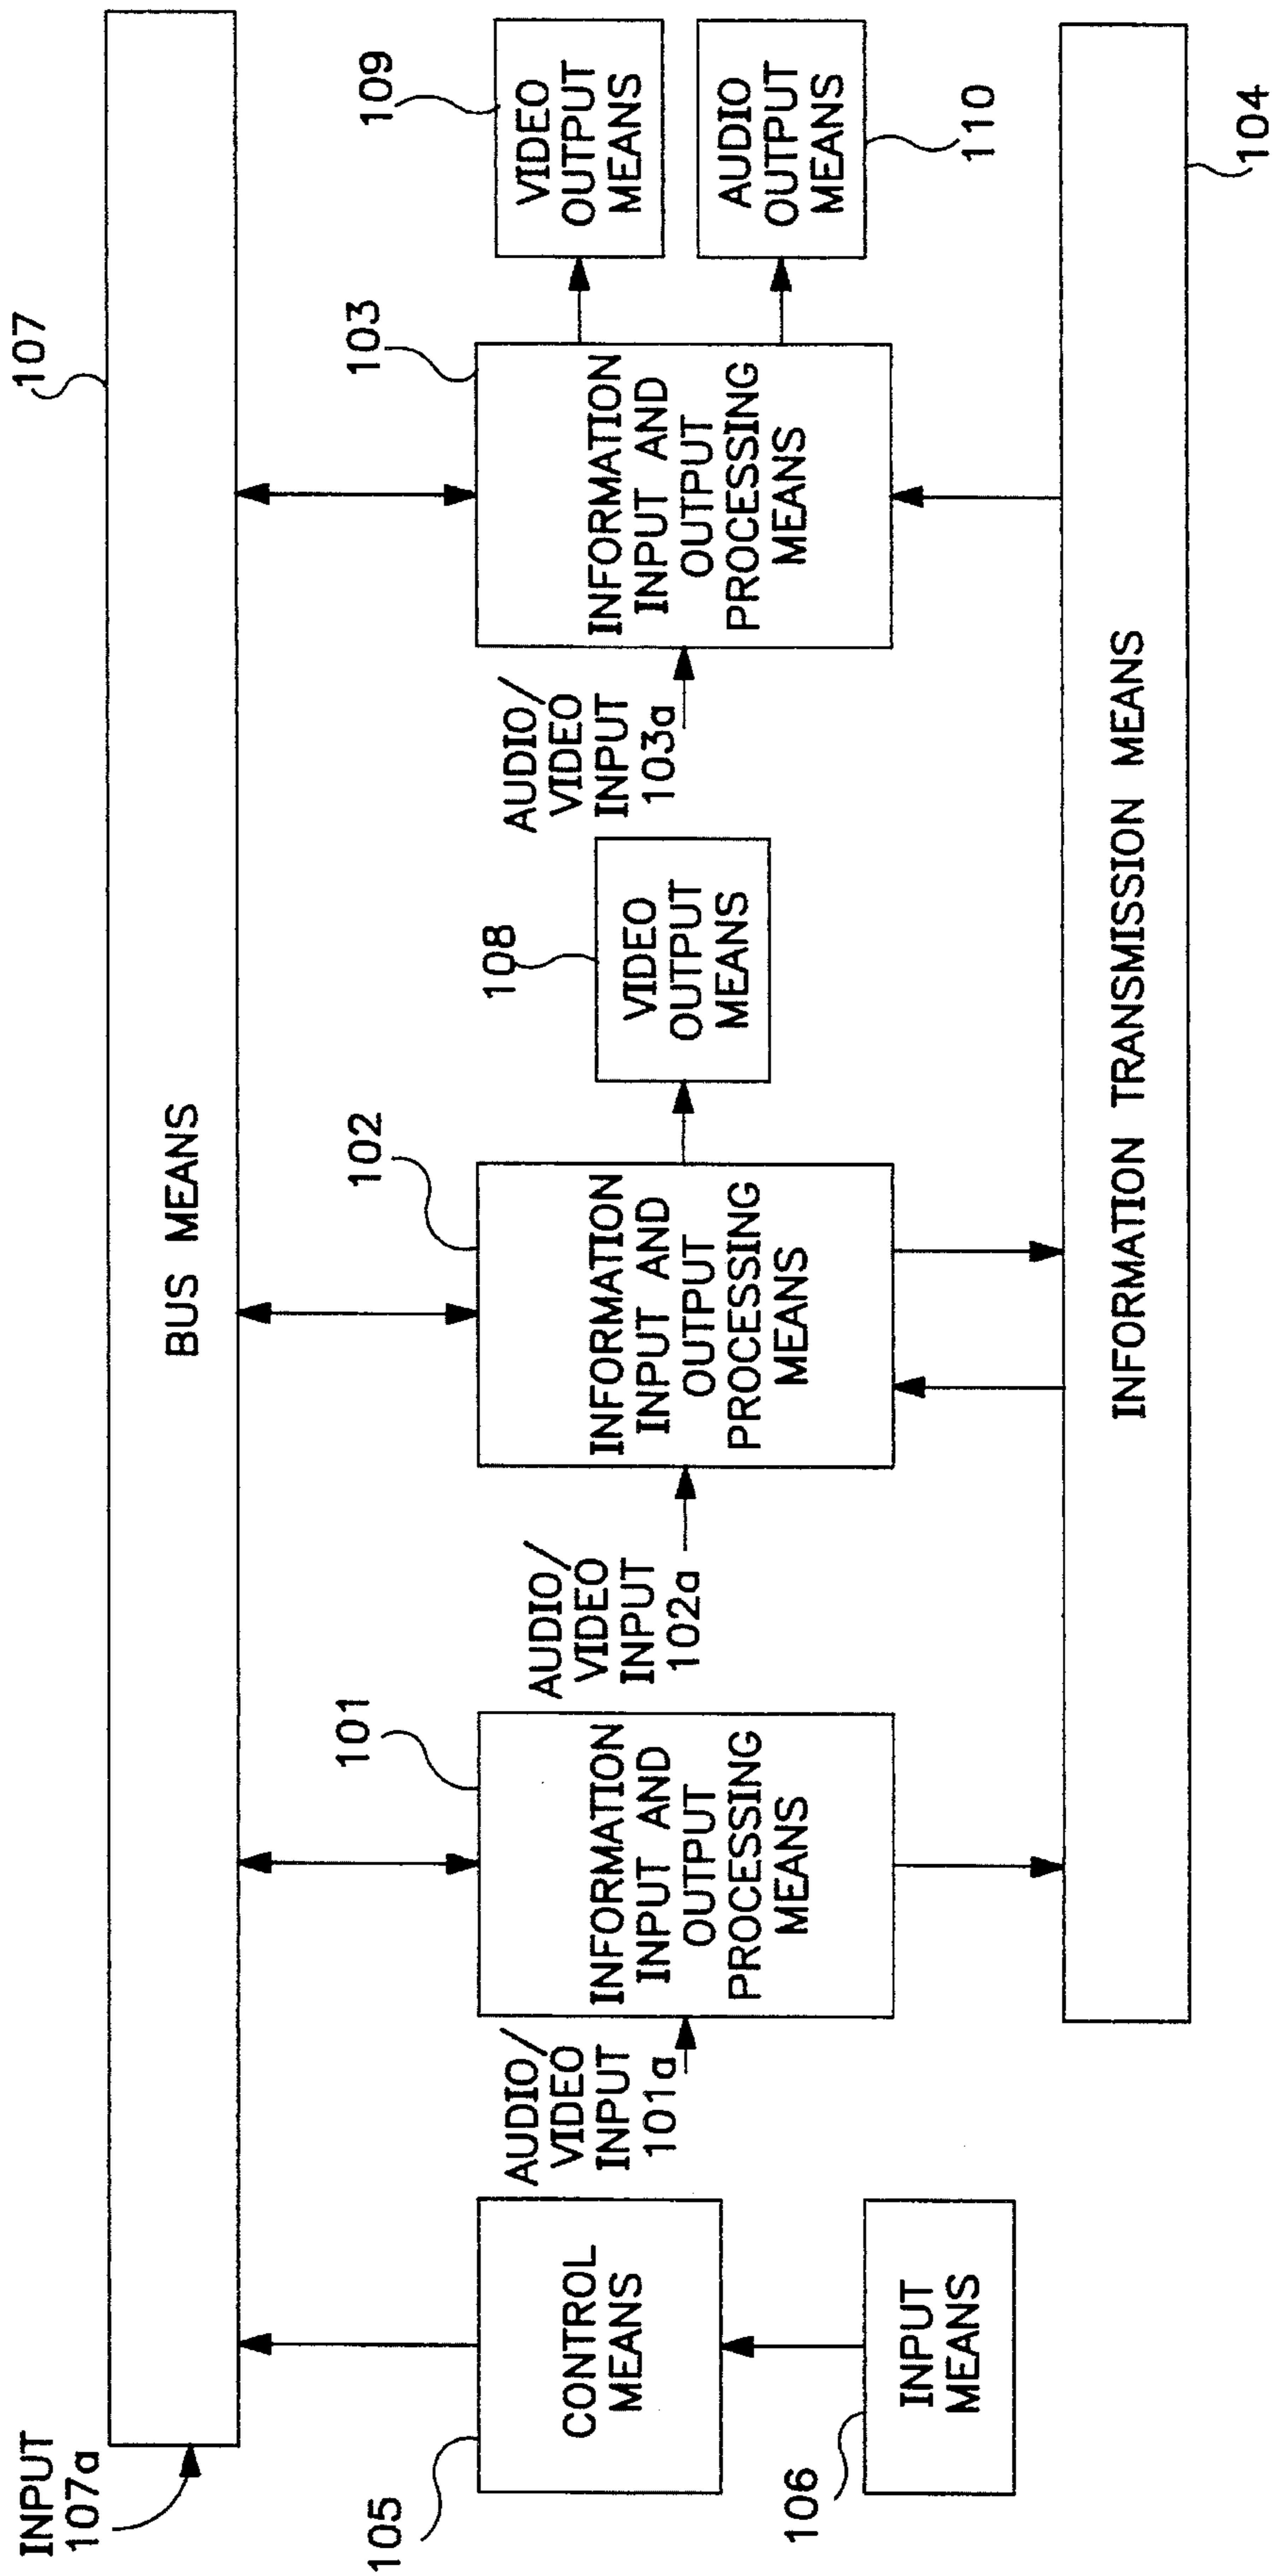 INPUT
107a
107
BUS MEANS
105
CONTROL
MEANS
106
INPUT
MEANS
AUDIO/
VIDEO
INPUT
101a
101
INFORMATION
INPUT AND
OUTPUT
PROCESSING
MEANS
AUDIO/
VIDEO
INPUT
102a
102
INFORMATION
INPUT AND
OUTPUT
PROCESSING
MEANS
108
VIDEO
OUTPUT
MEANS
AUDIO/
VIDEO
INPUT
103a
103
INFORMATION
INPUT AND
OUTPUT
PROCESSING
MEANS
109
VIDEO
OUTPUT
MEANS
AUDIO
OUTPUT
MEANS
110
INFORMATION TRANSMISSION MEANS
104